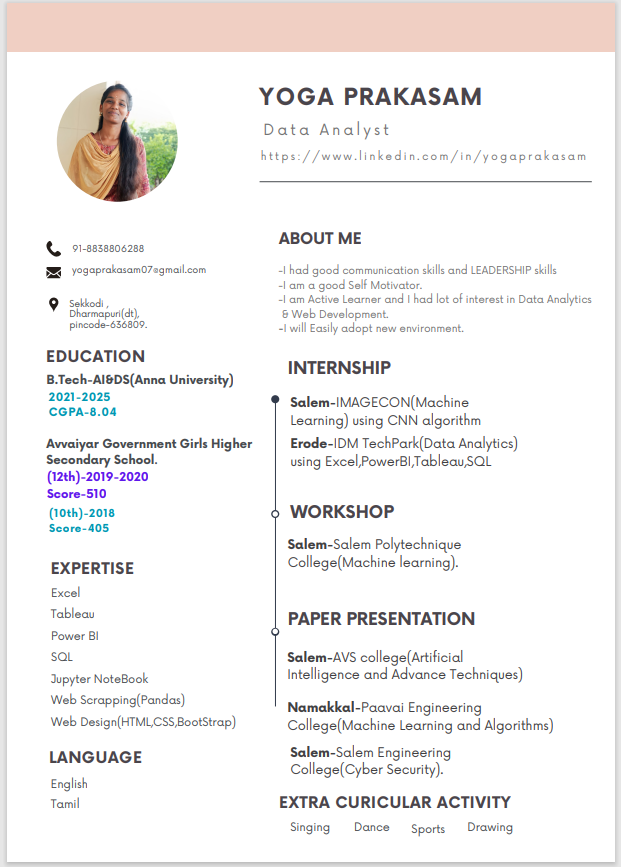 YOGA PRAKASAM
Data Analyst
https://www.linkedin.com/in/yogaprakasam
91-8838806288
yogaprakasam07@gmail.com
Sekkodi ,
Dharmapuri(dt),
pincode-636809.
EDUCATION
B.Tech-AI&DS(Anna University)
2021-2025
CGPA-8.04
Avvaiyar Government Girls Higher
Secondary School.
(12th)-2019-2020
Score-510
(10th)-2018
Score-405
EXPERTISE
Excel
Tableau
Power BI
SQL
Jupyter NoteBook
Web Scrapping(Pandas)
Web Design(HTML,CSS,BootStrap)
LANGUAGE
English
Tamil
ABOUT ME
-I had good communication skills and LEADERSHIP skills
-I am a good Self Motivator.
-I am Active Learner and I had lot of interest in Data Analytics
& Web Development.
-I will Easily adopt new environment.
INTERNSHIP
Salem-IMAGECON(Machine
Learning) using CNN algorithm
Erode-IDM TechPark(Data Analytics)
using Excel,PowerBI,Tableau,SQL
WORKSHOP
Salem-Salem Polytechnique
College(Machine learning).
PAPER PRESENTATION
Salem-AVS college(Artificial
Intelligence and Advance Techniques)
Namakkal-Paavai Engineering
College(Machine Learning and Algorithms)
Salem-Salem Engineering
College(Cyber Security).
EXTRA CURICULAR ACTIVITY
Singing Dance Sports Drawing